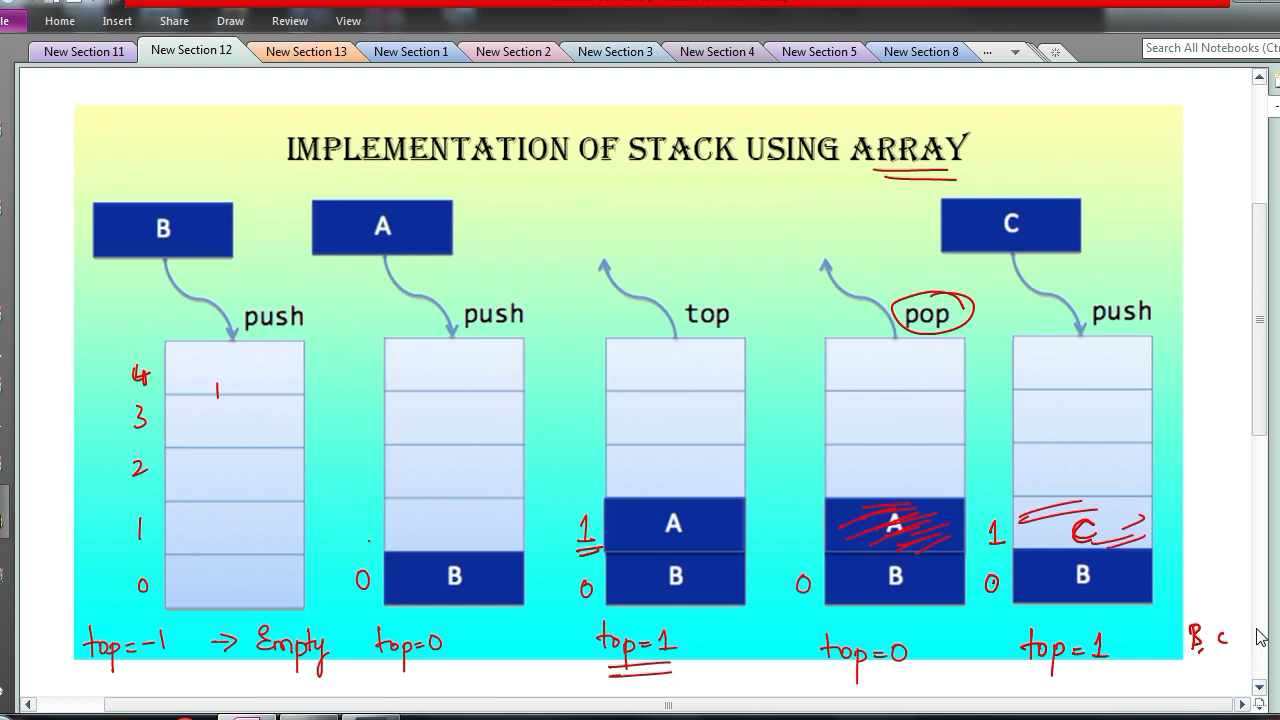 Home Insert Share Draw Review View
New Section 11 New Section 12 New Section 13 New Section 1 New Section 2 New Section 3 New Section 4 New Section 5 New Section 8 ... Search All Notebooks (Ctr
IMPLEMENTATION OF STACK USING ARRAY
B A C
push push top pop push
4
3
2
1 1 A A 1 C
0 0 B 0 B 0 B 0 B
top=-1 → Empty top=0 top=1 top=0 top=1 B, C